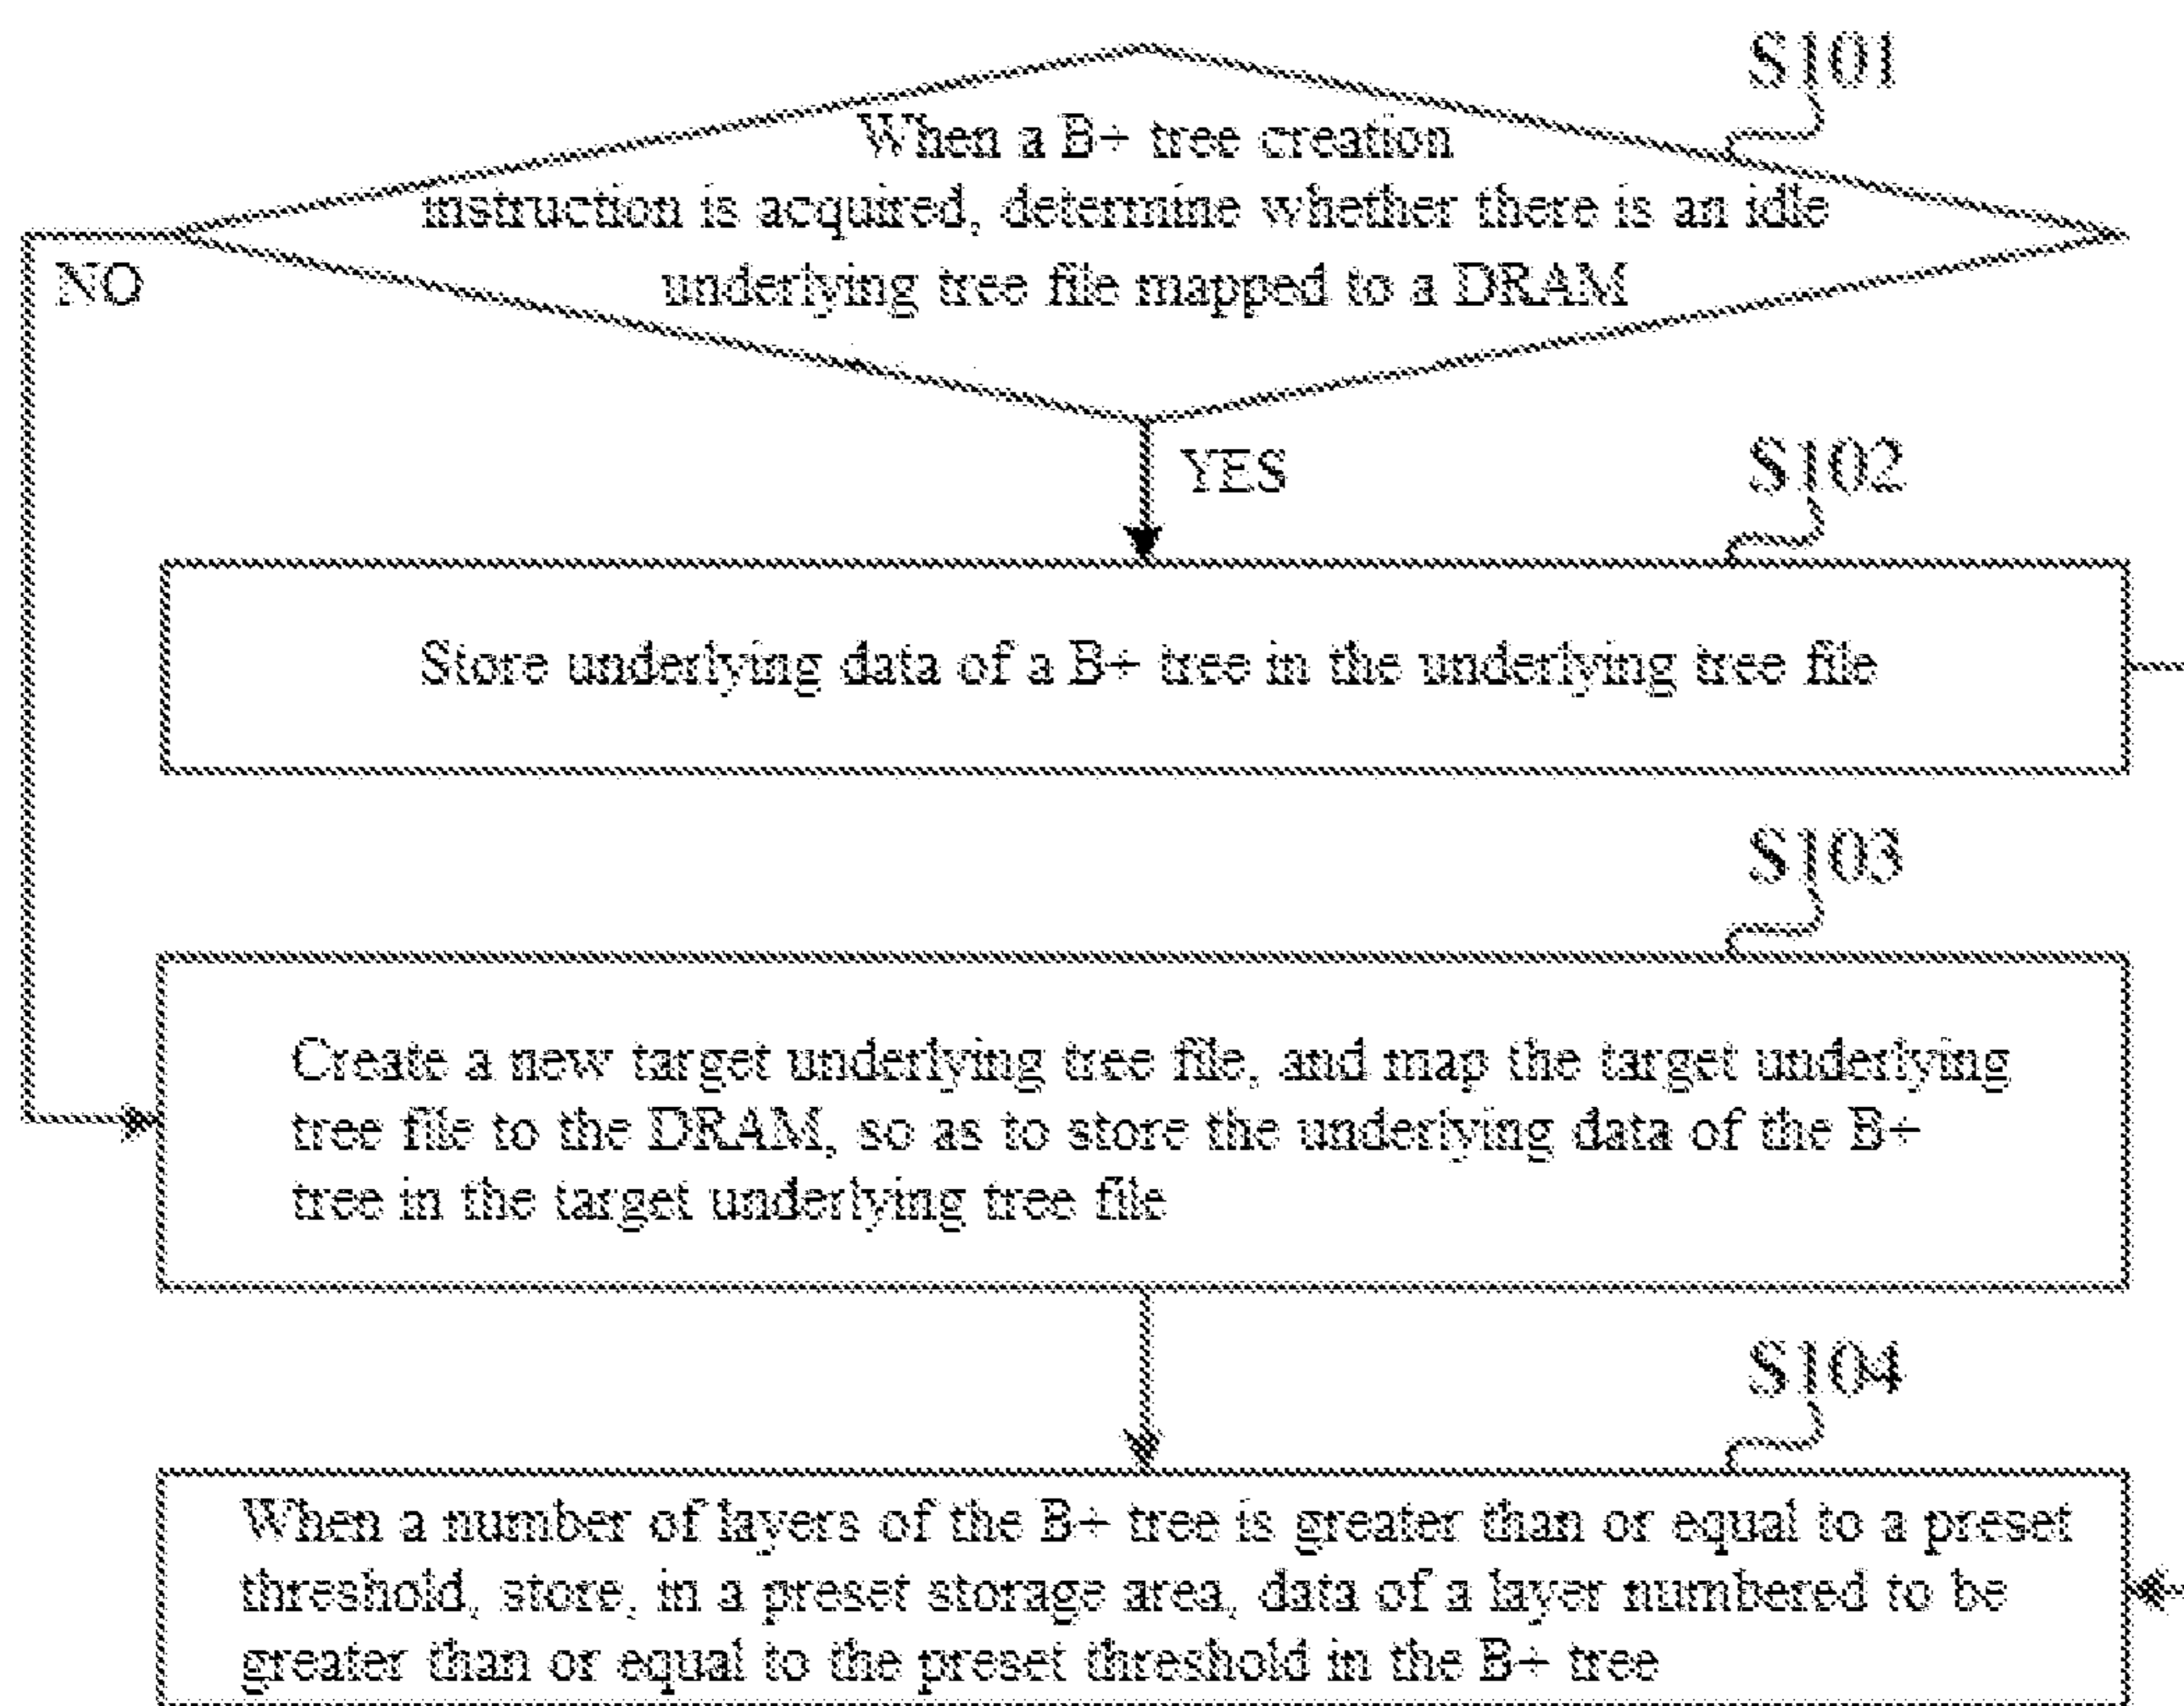 S101
When a B+ tree creation
instruction is acquired, determine whether there is an idle
underlying tree file mapped to a DRAM
NO
YES
S102
Store underlying data of a B+ tree in the underlying tree file
S103
Create a new target underlying tree file, and map the target underlying
tree file to the DRAM, so as to store the underlying data of the B+
tree in the target underlying tree file
S104
When a number of layers of the B+ tree is greater than or equal to a preset
threshold, store, in a preset storage area, data of a layer numbered to be
greater than or equal to the preset threshold in the B+ tree